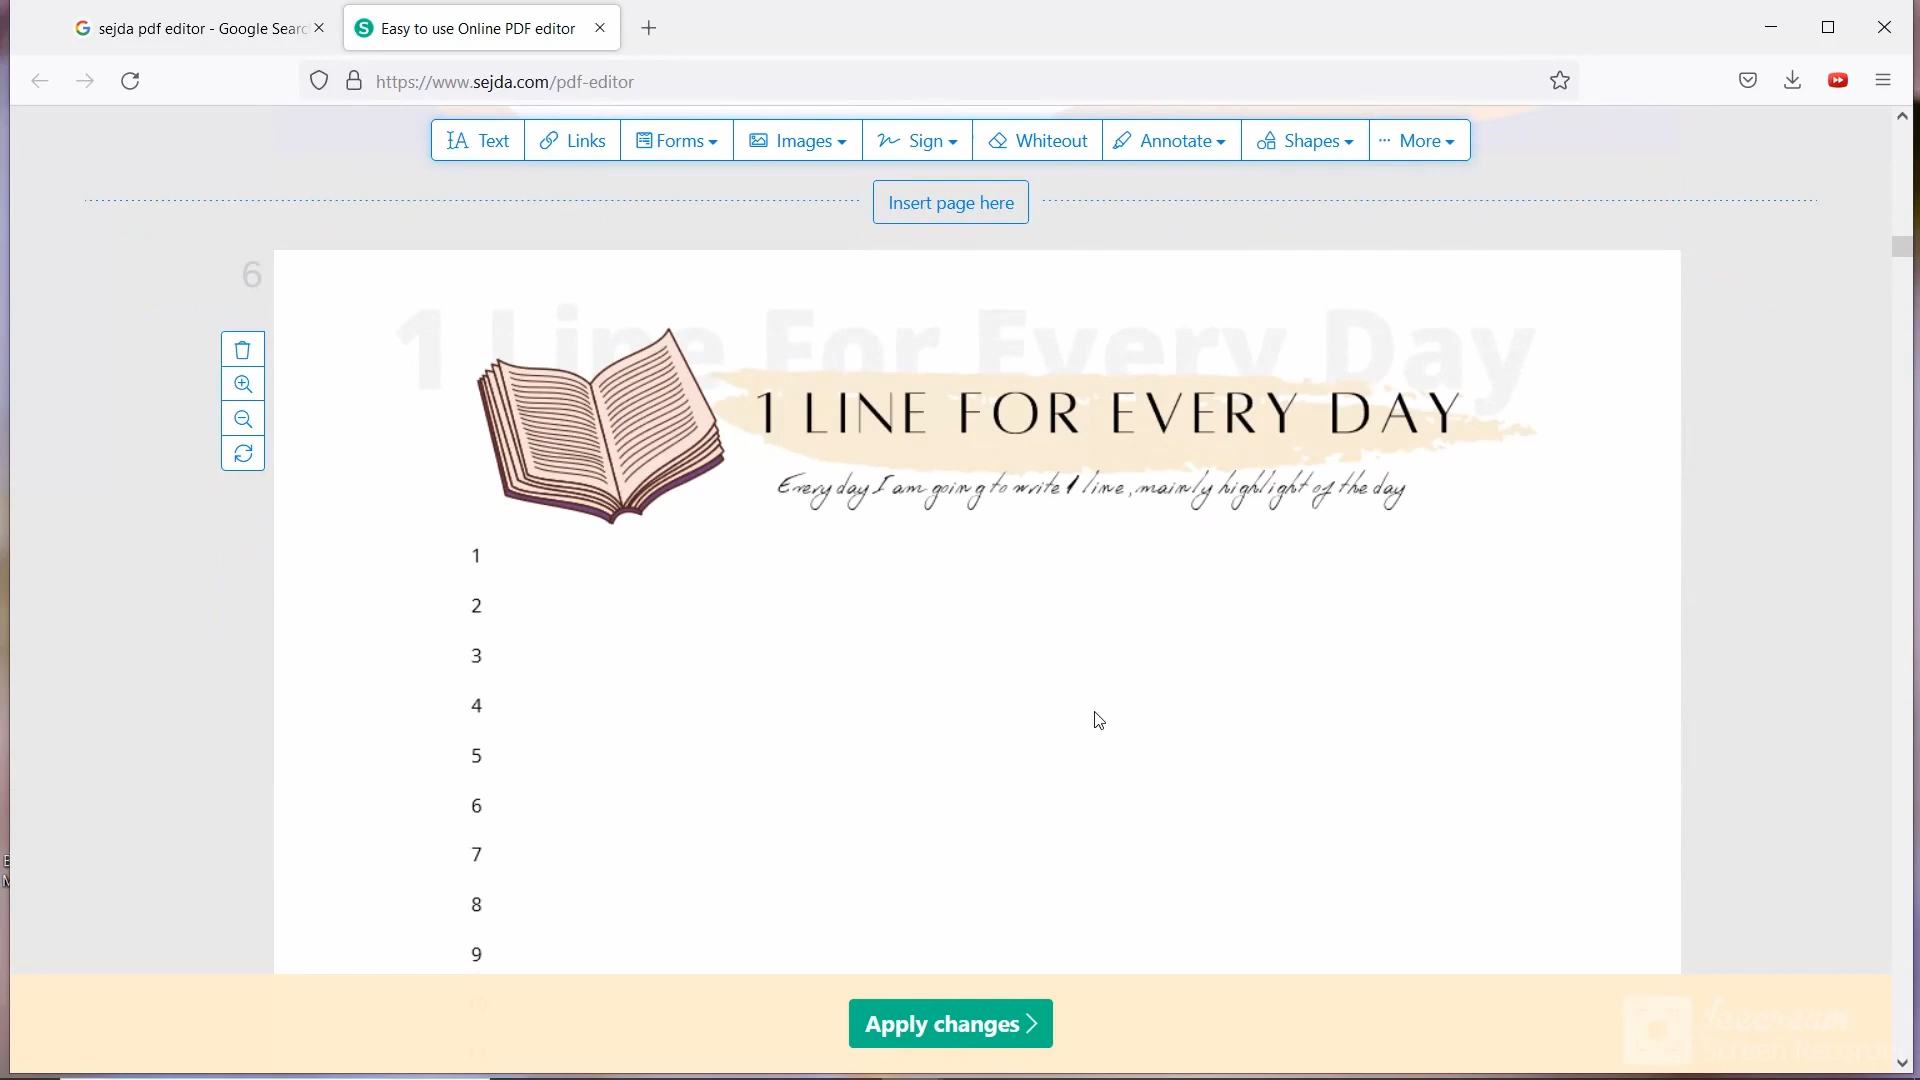 sejda pdf editor - Google Searc
Easy to use Online PDF editor
https://www.sejda.com/pdf-editor
Text
Links
Forms
Images
Sign
Whiteout
Annotate
Shapes
More
Insert page here
6
1 Line For Every Day
1 LINE FOR EVERY DAY
Every day I am going to write 1 line, mainly highlight of the day
1
2
3
4
5
6
7
8
9
Apply changes
Icecream
Screen Recorder